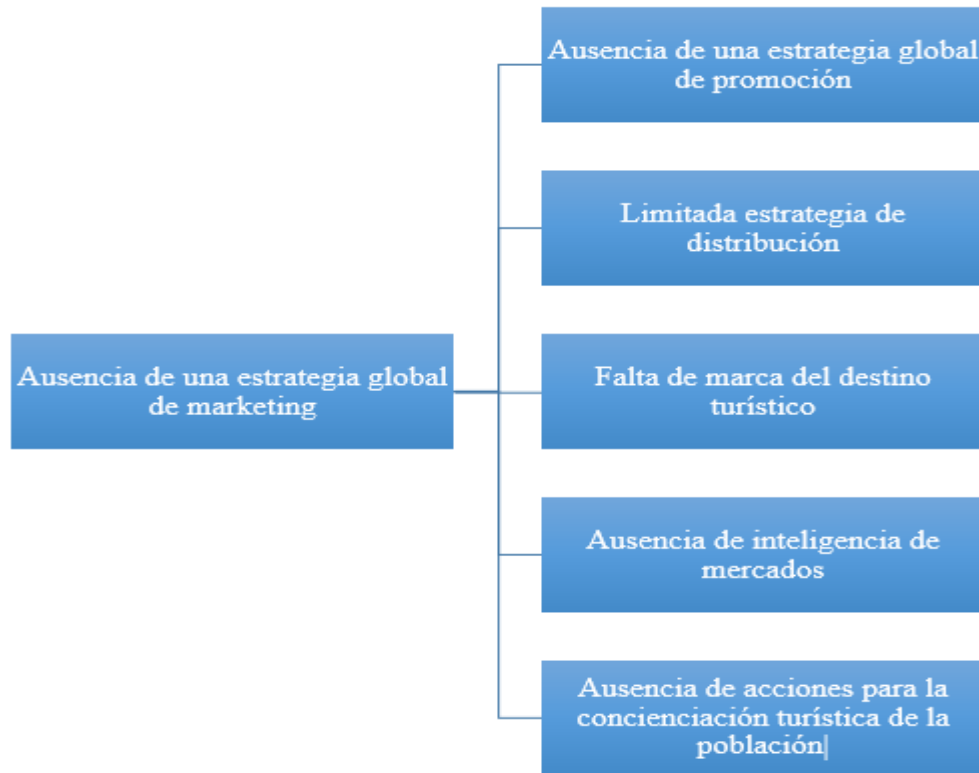 Ausencia de una estrategia global
de promoción
Limitada estrategia de
distribución
Ausencia de una estrategia global
de marketing
Falta de marca del destino
turístico
Ausencia de inteligencia de
mercados
Ausencia de acciones para la
concienciación turística de la
población